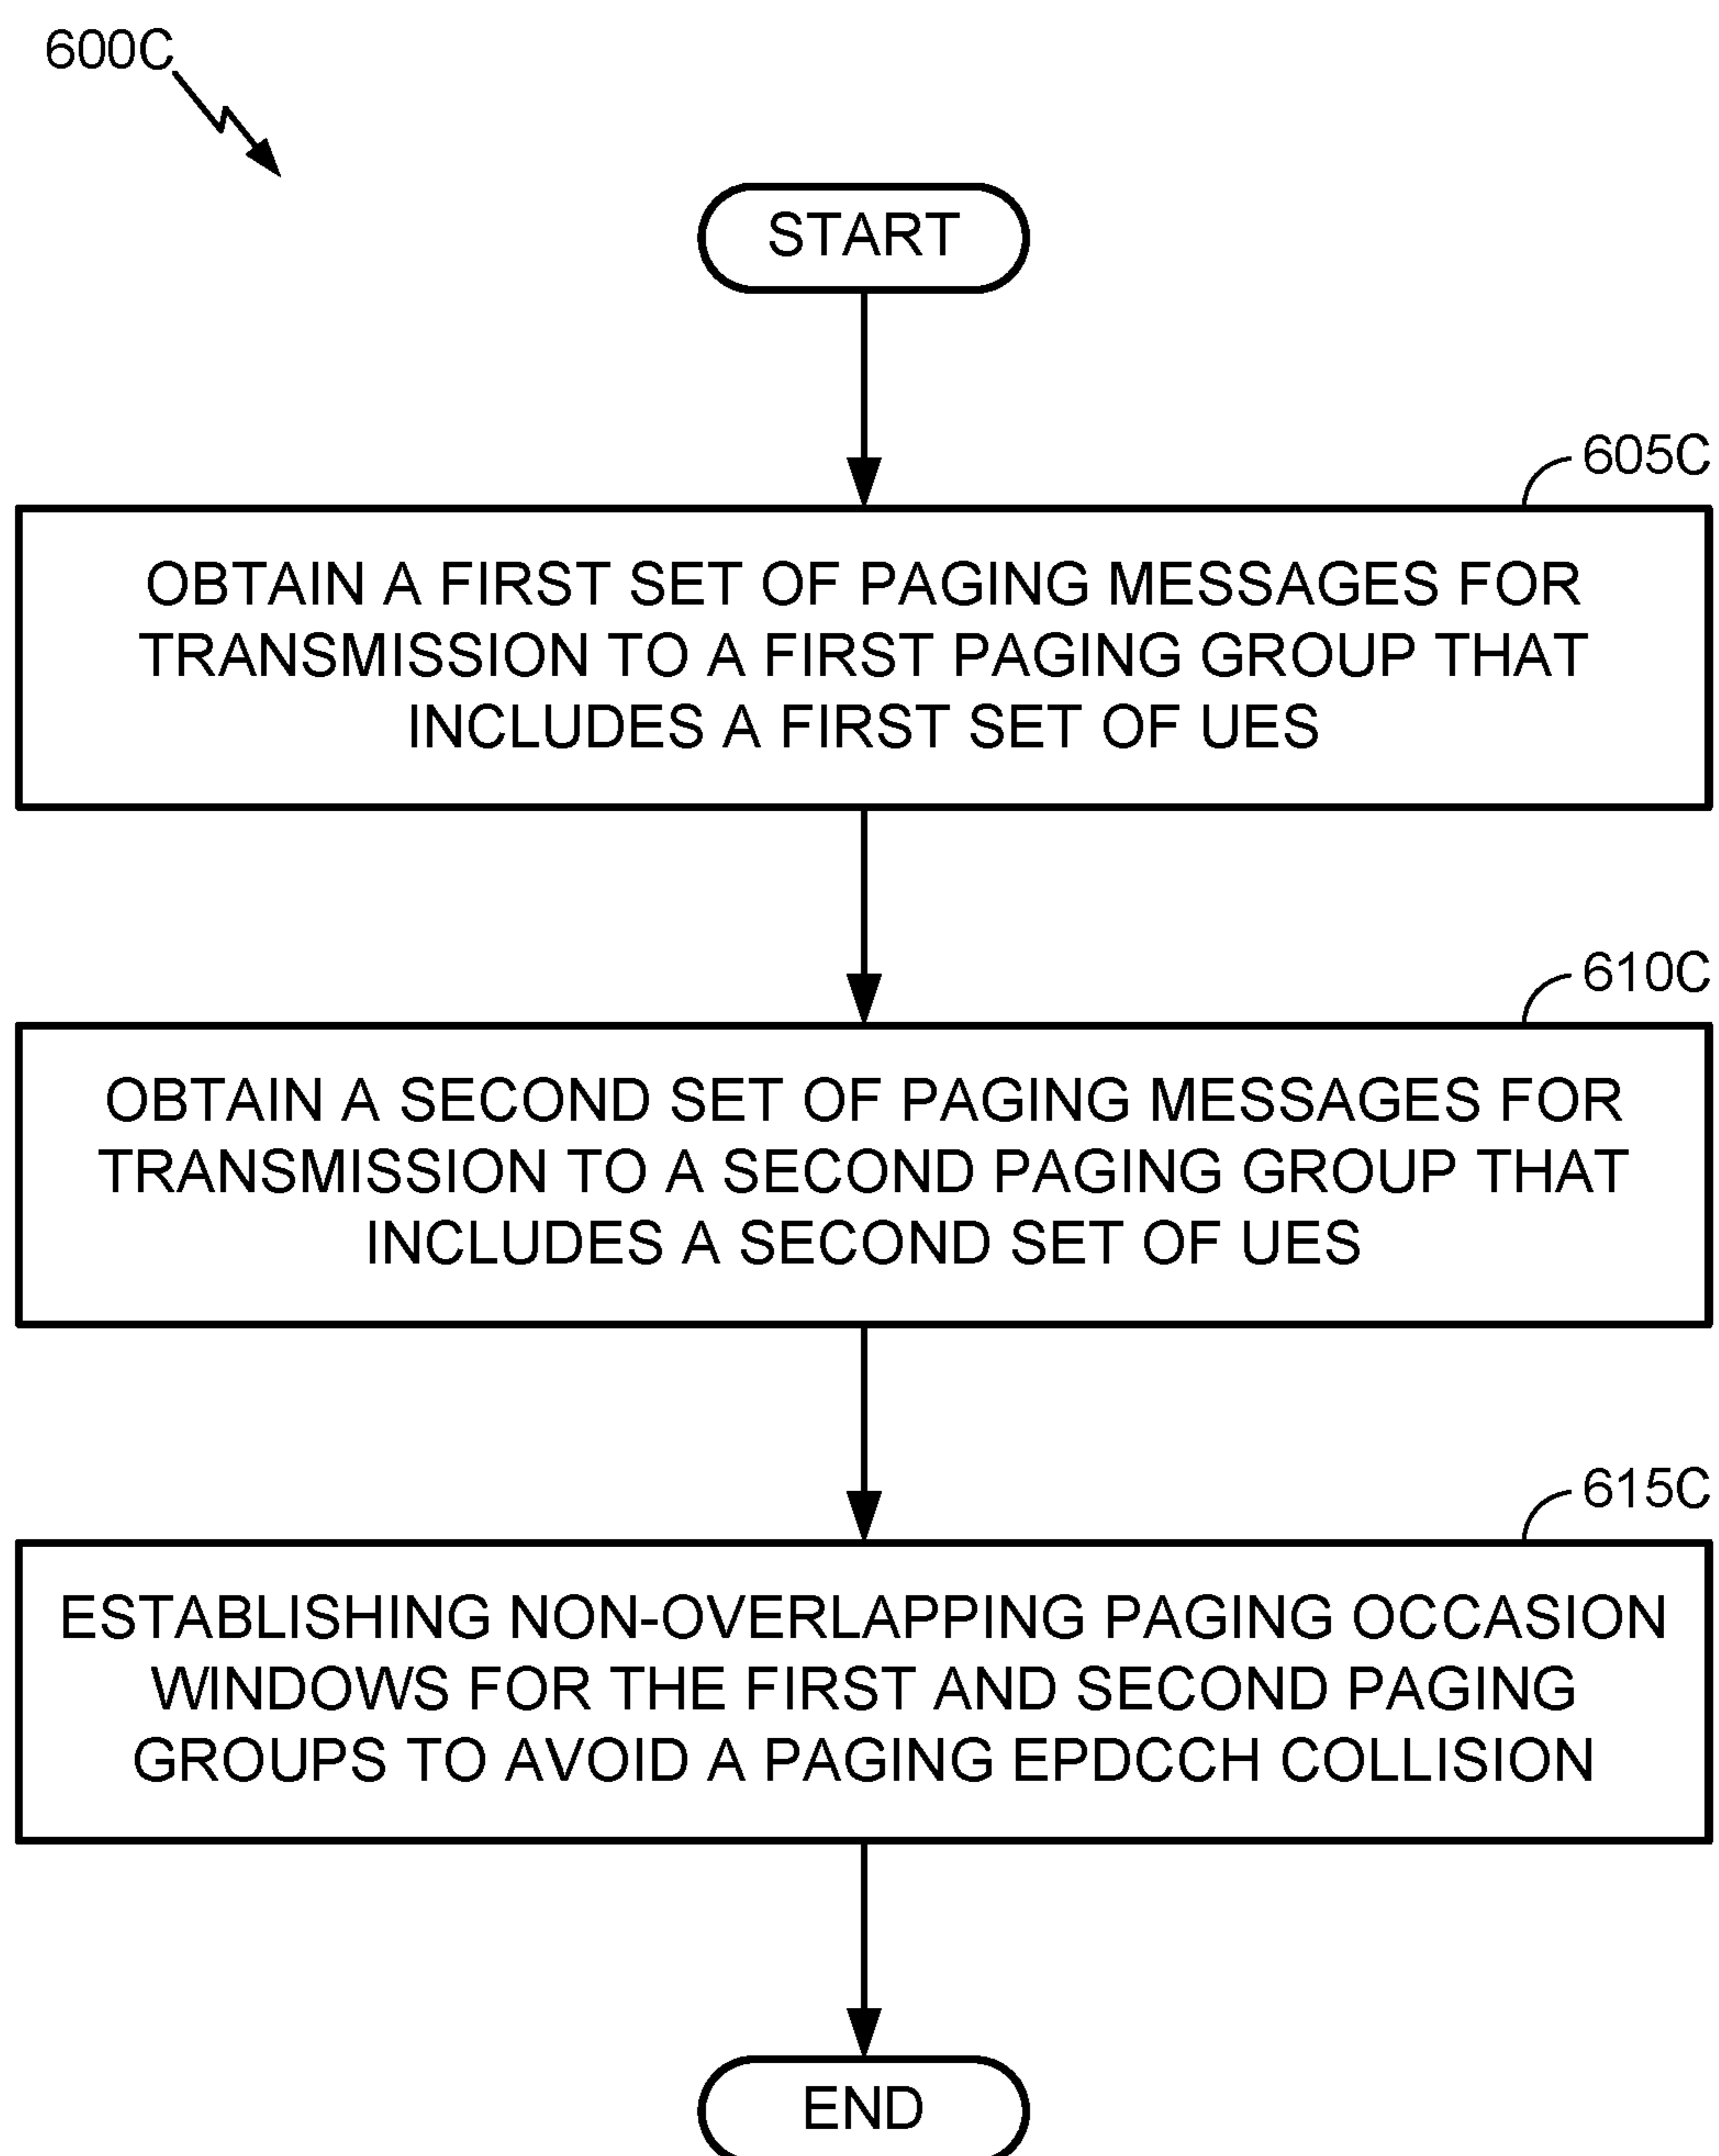 600C
START
605C
OBTAIN A FIRST SET OF PAGING MESSAGES FOR
TRANSMISSION TO A FIRST PAGING GROUP THAT
INCLUDES A FIRST SET OF UES
610C
OBTAIN A SECOND SET OF PAGING MESSAGES FOR
TRANSMISSION TO A SECOND PAGING GROUP THAT
INCLUDES A SECOND SET OF UES
615C
ESTABLISHING NON-OVERLAPPING PAGING OCCASION
WINDOWS FOR THE FIRST AND SECOND PAGING
GROUPS TO AVOID A PAGING EPDCCH COLLISION
END